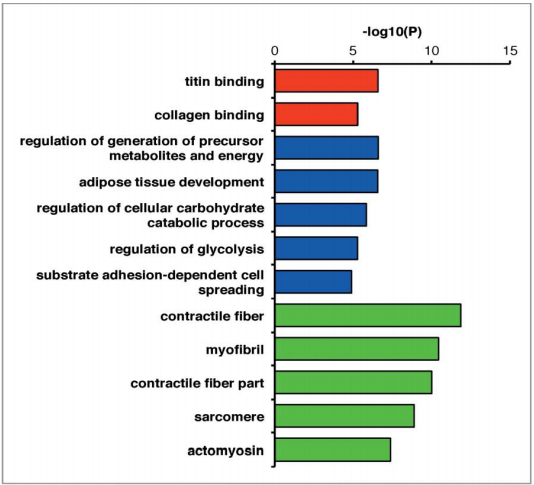 -log10(P)
0 5 10 15
titin binding
collagen binding
regulation of generation of precursor
metabolites and energy
adipose tissue development
regulation of cellular carbohydrate
catabolic process
regulation of glycolysis
substrate adhesion-dependent cell
spreading
contractile fiber
myofibril
contractile fiber part
sarcomere
actomyosin